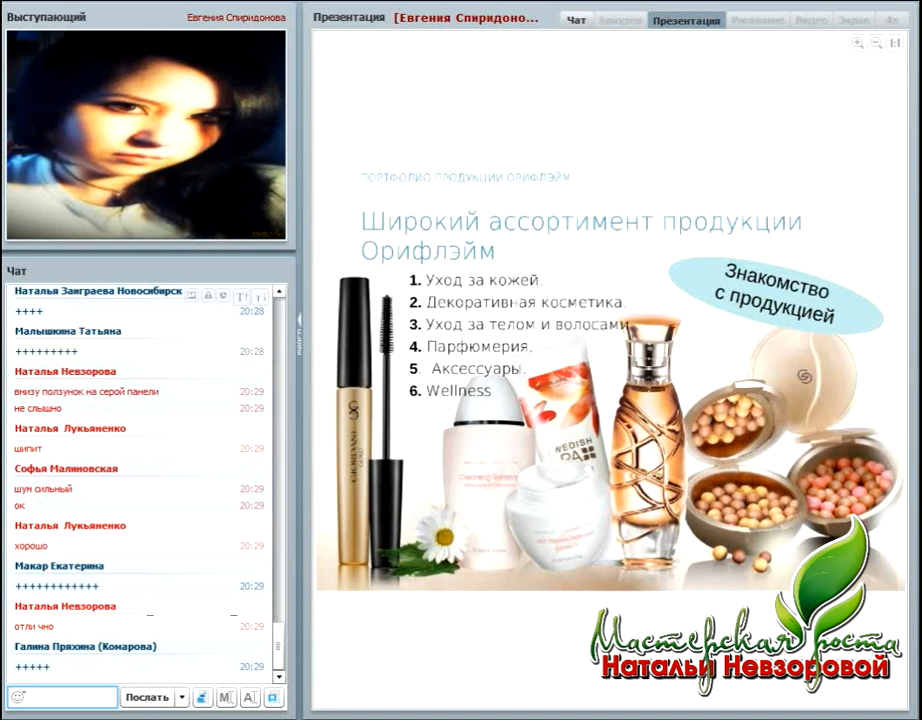 Выступающий
Евгения Спиридонова
Презентация
[Евгения Спиридоно...
Чат
Браузер
Презентация
Рисование
Видео
Экран
4x
1:1
ПОРТФОЛИО ПРОДУКЦИИ ОРИФЛЭЙМ
Широкий ассортимент продукции
Орифлэйм
1. Уход за кожей.
2. Декоративная косметика.
3. Уход за телом и волосами
4. Парфюмерия.
5. Аксессуары.
6. Wellness
Знакомство
с продукцией
GIORDANI
Мастерская роста
Натальи Невзоровой
Чат
Наталья Заиграева Новосибирск
++++ 20:28
Малышкина Татьяна
+++++++++ 20:28
Наталья Невзорова
внизу ползунок на серой панели 20:29
не слышно 20:29
Наталья Лукьяненко
шипит 20:29
Софья Малиновская
шум сильный 20:29
ок 20:29
Наталья Лукьяненко
хорошо 20:29
Макар Екатерина
++++++++++++ 20:29
Наталья Невзорова
отли чно 20:29
Галина Пряхина (Комарова)
+++++ 20:29
Послать